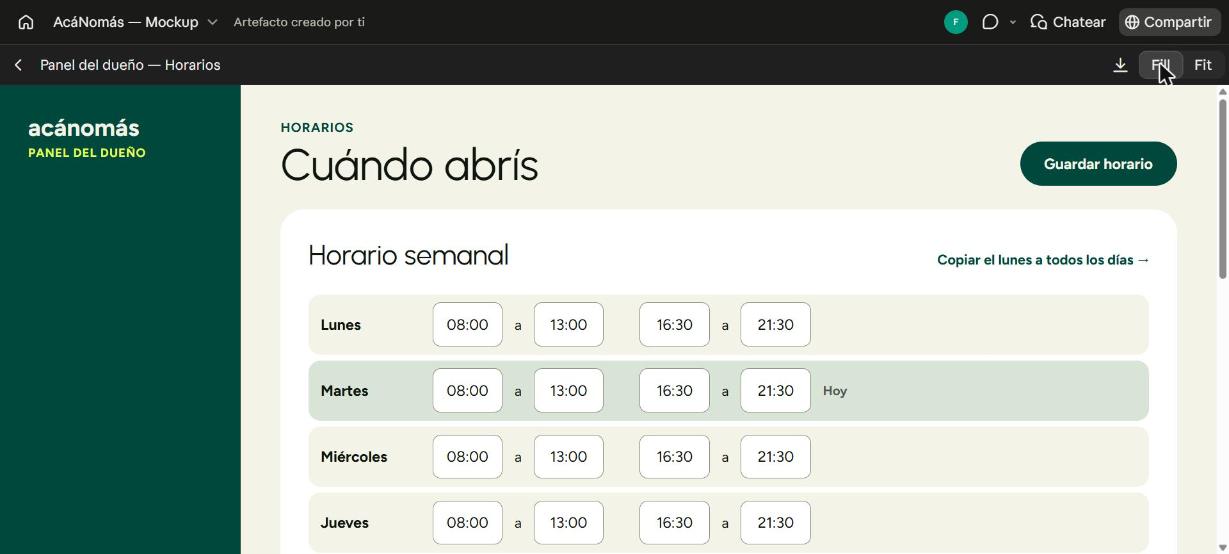 AcáNomás — Mockup
Artefacto creado por ti
F
Chatear
Compartir
Panel del dueño — Horarios
Fill
Fit
acánomás
PANEL DEL DUEÑO
HORARIOS
Cuándo abrís
Guardar horario
Horario semanal
Copiar el lunes a todos los días →
Lunes 08:00 a 13:00 16:30 a 21:30
Martes 08:00 a 13:00 16:30 a 21:30 Hoy
Miércoles 08:00 a 13:00 16:30 a 21:30
Jueves 08:00 a 13:00 16:30 a 21:30